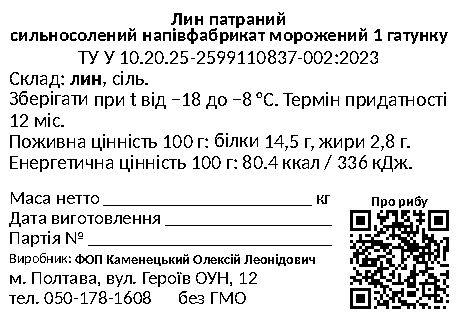 Лин патраний
сильносолений напівфабрикат морожений 1 гатунку
ТУ У 10.20.25-2599110837-002:2023
Склад: лин, сіль.
Зберігати при t від −18 до −8 °С. Термін придатності
12 міс.
Поживна цінність 100 г: білки 14,5 г, жири 2,8 г.
Енергетична цінність 100 г: 80.4 ккал / 336 кДж.
Маса нетто ______________________ кг
Дата виготовлення _________________
Партія № _________________________
Про рибу
Виробник: ФОП Каменецький Олексій Леонідович
м. Полтава, вул. Героїв ОУН, 12
тел. 050-178-1608 без ГМО